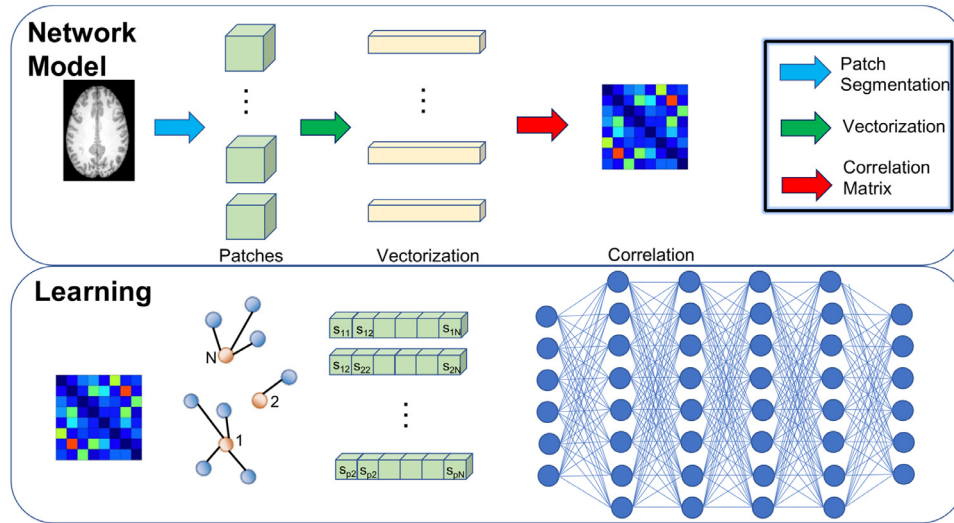 Network
Model
Patch
Segmentation
Vectorization
Correlation
Matrix
Patches
Vectorization
Correlation
Learning
N
2
1
s11 s12 s1N
s12 s22 s2N
sp2 sp2 spN